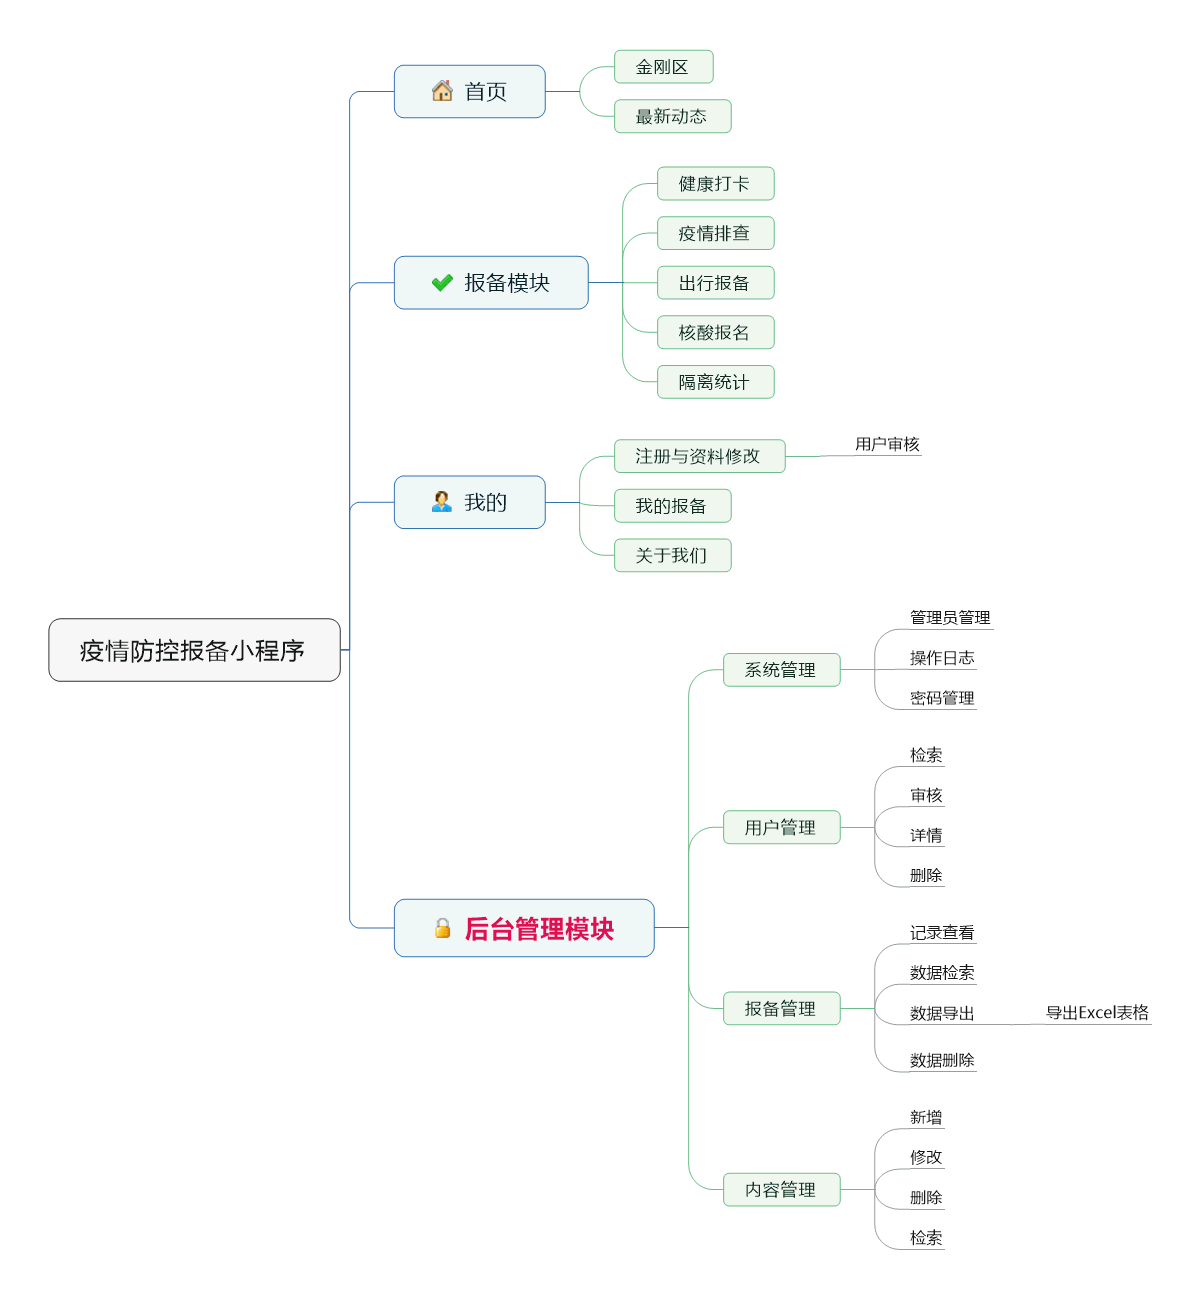 疫情防控报备小程序
首页
金刚区
最新动态
报备模块
健康打卡
疫情排查
出行报备
核酸报名
隔离统计
我的
注册与资料修改
用户审核
我的报备
关于我们
后台管理模块
系统管理
管理员管理
操作日志
密码管理
用户管理
检索
审核
详情
删除
报备管理
记录查看
数据检索
数据导出
导出Excel表格
数据删除
内容管理
新增
修改
删除
检索